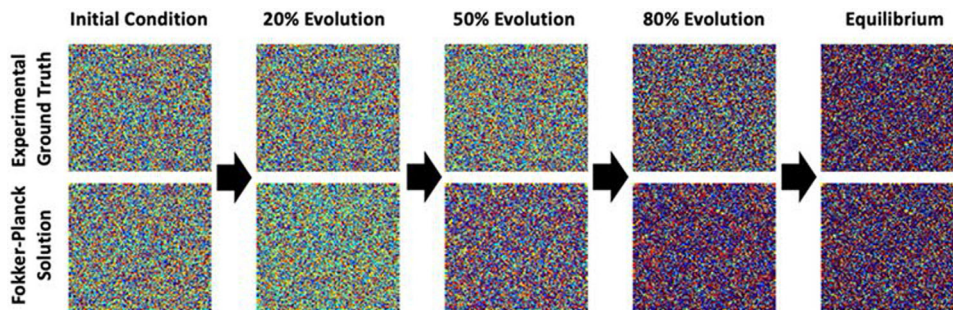 Initial Condition
20% Evolution
50% Evolution
80% Evolution
Equilibrium
Experimental
Ground Truth
Fokker-Planck
Solution